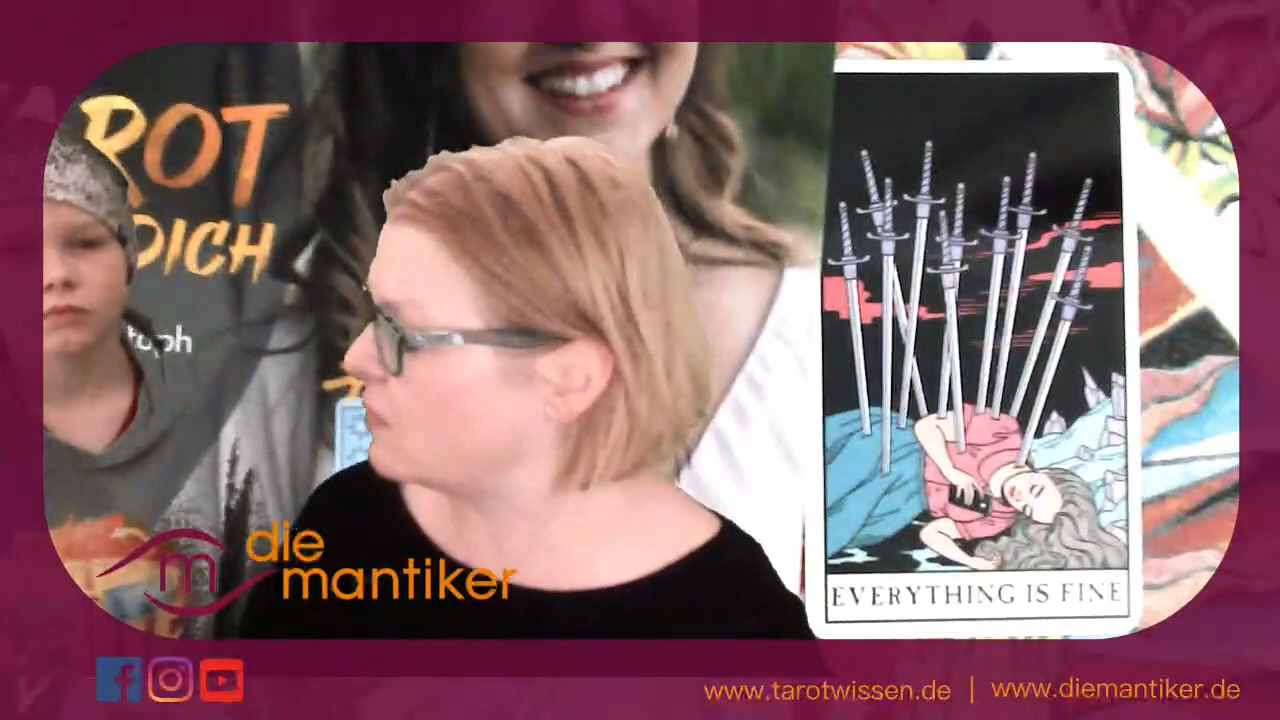 ROT
DICH
toph
die
mantiker
m
EVERYTHING IS FINE
www.tarotwissen.de | www.diemantiker.de